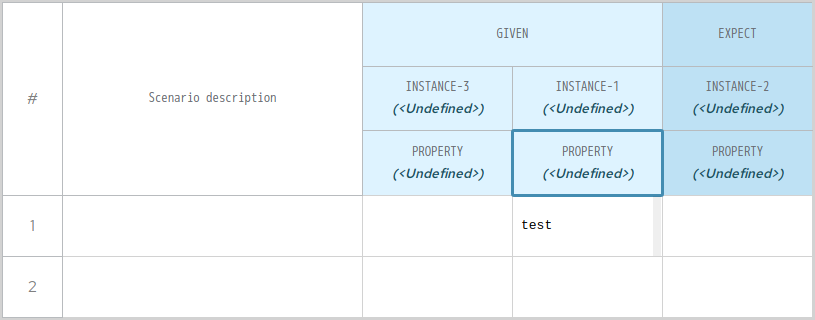 GIVEN EXPECT
# Scenario description INSTANCE-3 INSTANCE-1 INSTANCE-2
(<Undefined>) (<Undefined>) (<Undefined>)
PROPERTY PROPERTY PROPERTY
(<Undefined>) (<Undefined>) (<Undefined>)
1 test
2